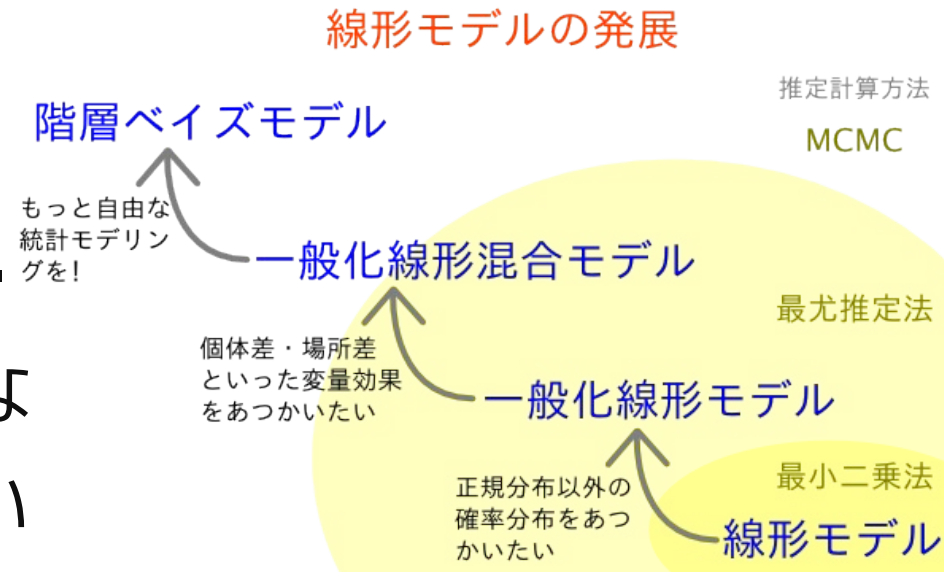 線形モデルの発展
推定計算方法
MCMC
階層ベイズモデル
もっと自由な
統計モデリン
グを!
一般化線形混合モデル
最尤推定法
個体差・場所差
といった変量効果
をあつかいたい
一般化線形モデル
最小二乗法
正規分布以外の
確率分布をあつ
かいたい
線形モデル